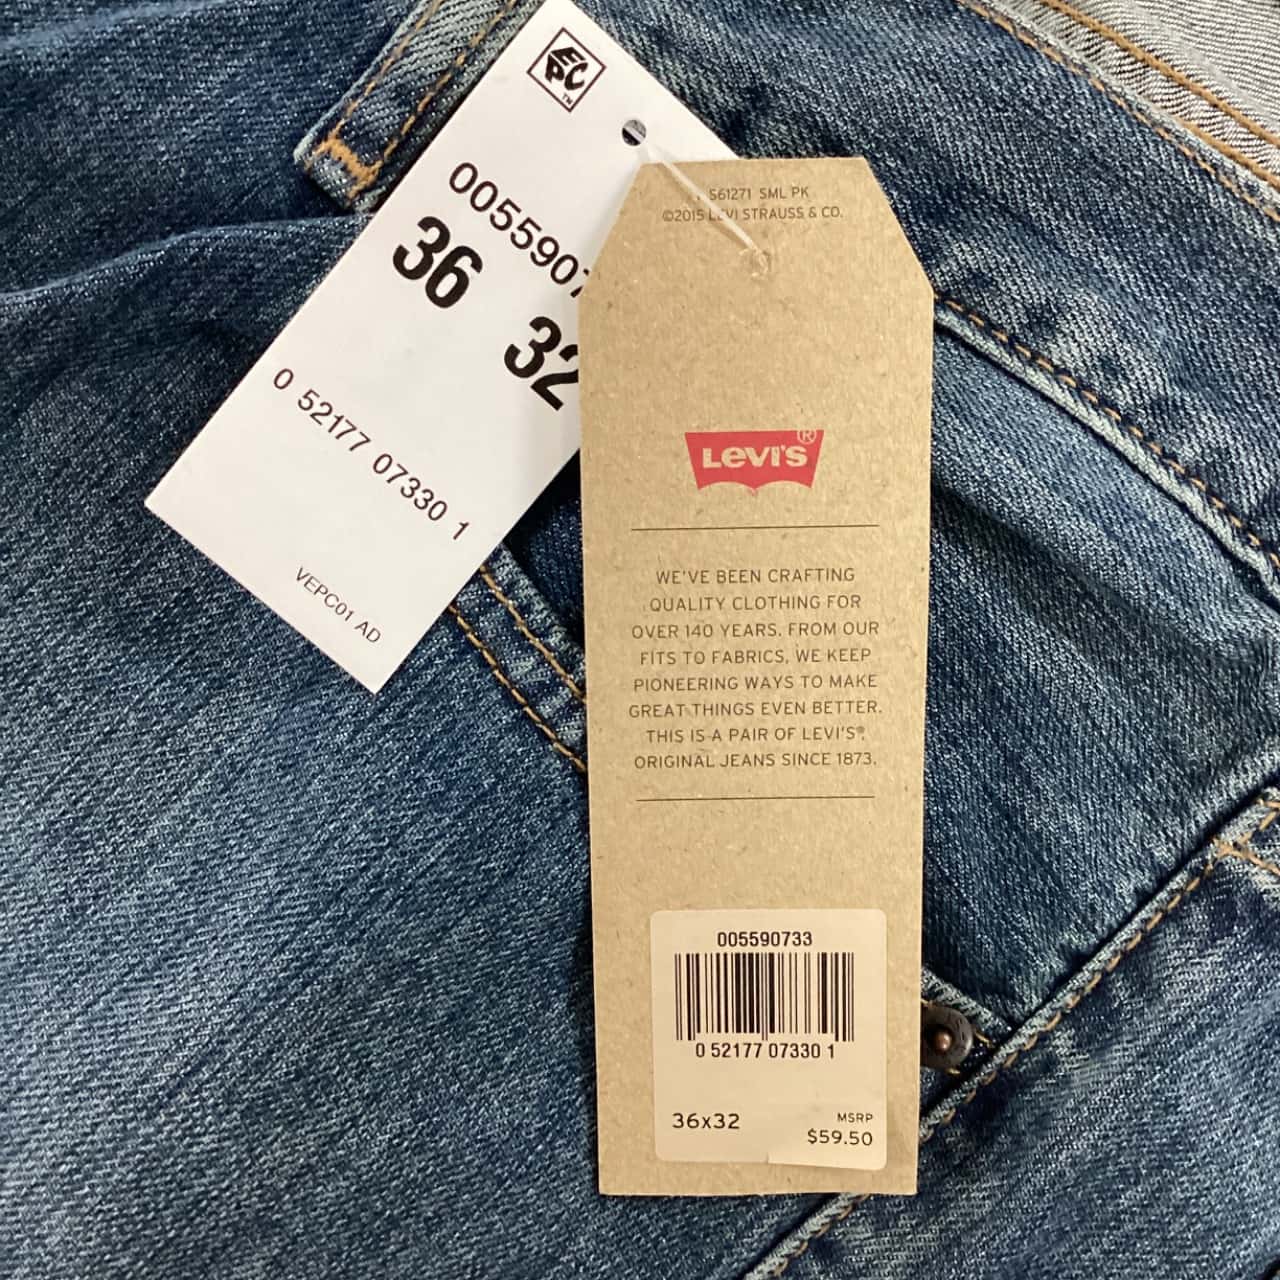 EPC™
0055907
36
32
0 52177 07330 1
VEPC01 AD
S61271 SML PK
©2015 LEVI STRAUSS & CO.
LEVI'S®
WE'VE BEEN CRAFTING
QUALITY CLOTHING FOR
OVER 140 YEARS. FROM OUR
FITS TO FABRICS, WE KEEP
PIONEERING WAYS TO MAKE
GREAT THINGS EVEN BETTER.
THIS IS A PAIR OF LEVI'S®,
ORIGINAL JEANS SINCE 1873.
005590733
0 52177 07330 1
36x32
MSRP
$59.50